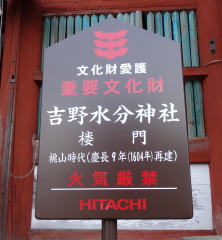 文化財愛護
重要文化財
吉野水分神社
楼門
桃山時代(慶長9年(1604年)再建)
火気厳禁
HITACHI